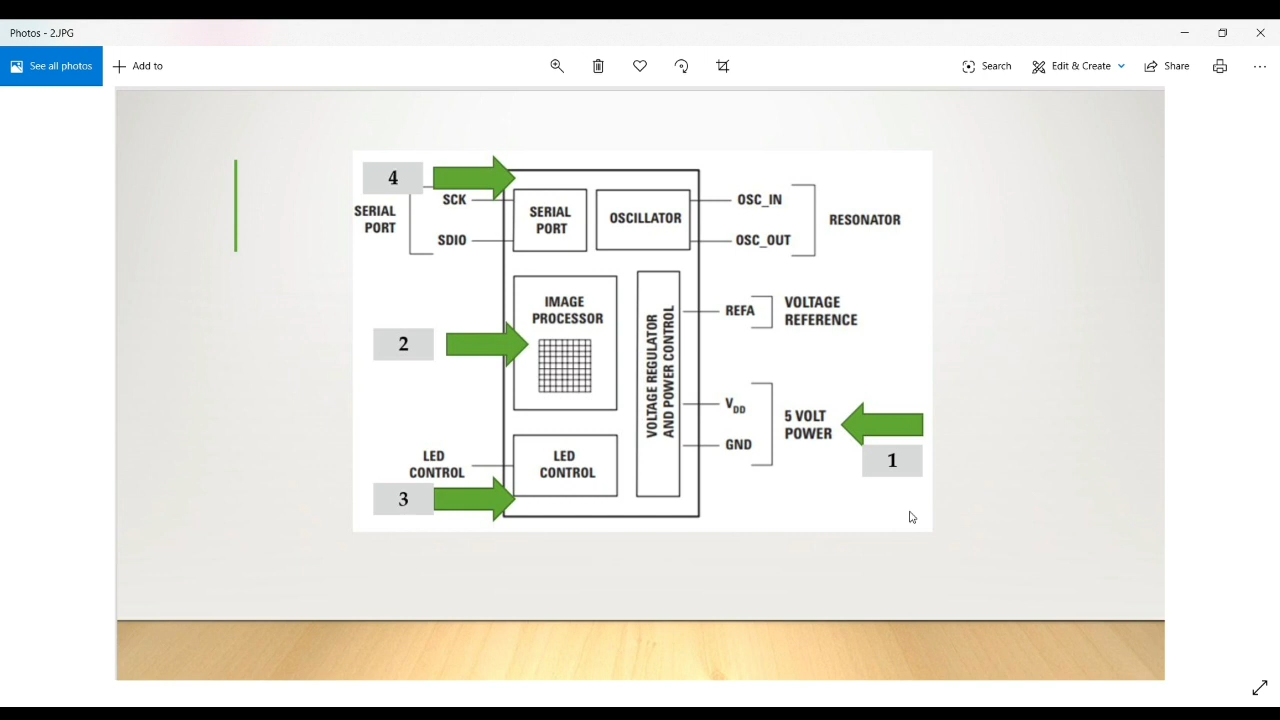 Photos - 2.JPG
See all photos
Add to
Search
Edit & Create
Share
4
SCK
SERIAL
PORT
SDIO
SERIAL
PORT
OSCILLATOR
OSC_IN
OSC_OUT
RESONATOR
IMAGE
PROCESSOR
2
VOLTAGE REGULATOR
AND POWER CONTROL
REFA
VOLTAGE
REFERENCE
VDD
GND
5 VOLT
POWER
1
LED
CONTROL
LED
CONTROL
3